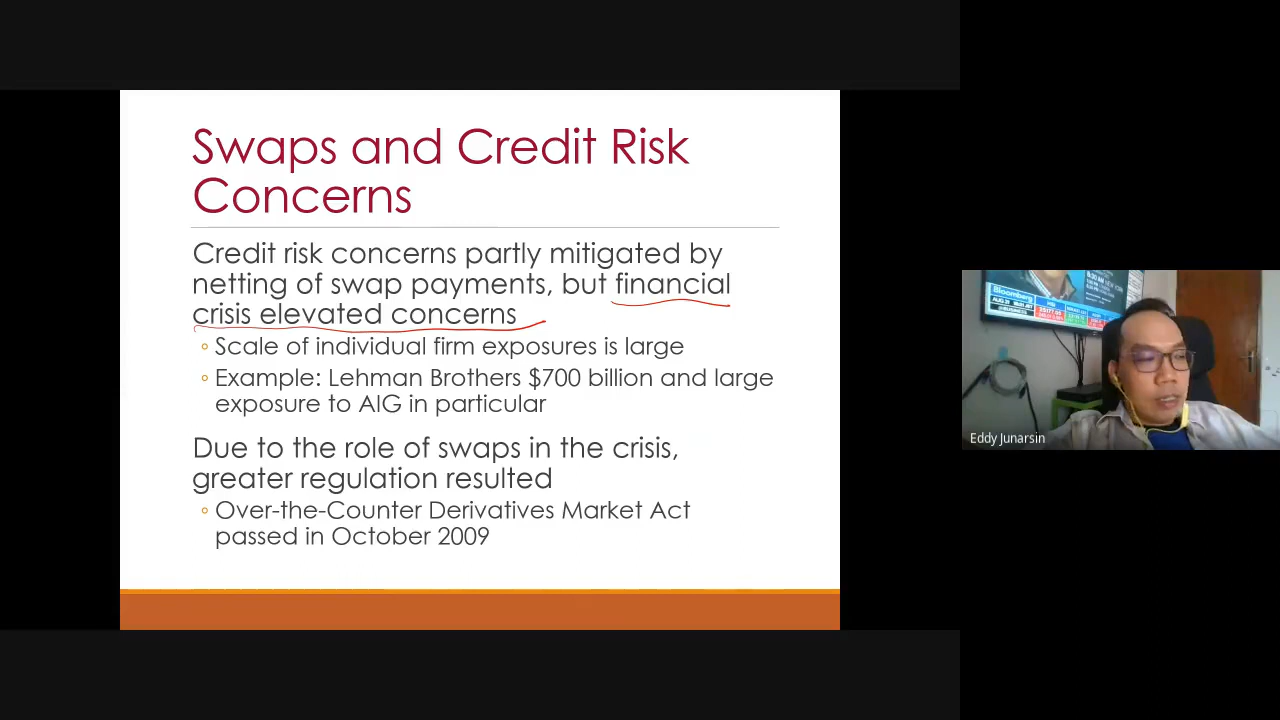 Swaps and Credit Risk
Concerns
Credit risk concerns partly mitigated by
netting of swap payments, but financial
crisis elevated concerns
◦ Scale of individual firm exposures is large
◦ Example: Lehman Brothers $700 billion and large
exposure to AIG in particular
Due to the role of swaps in the crisis,
greater regulation resulted
◦ Over-the-Counter Derivatives Market Act
passed in October 2009
Bloomberg
Eddy Junarsin